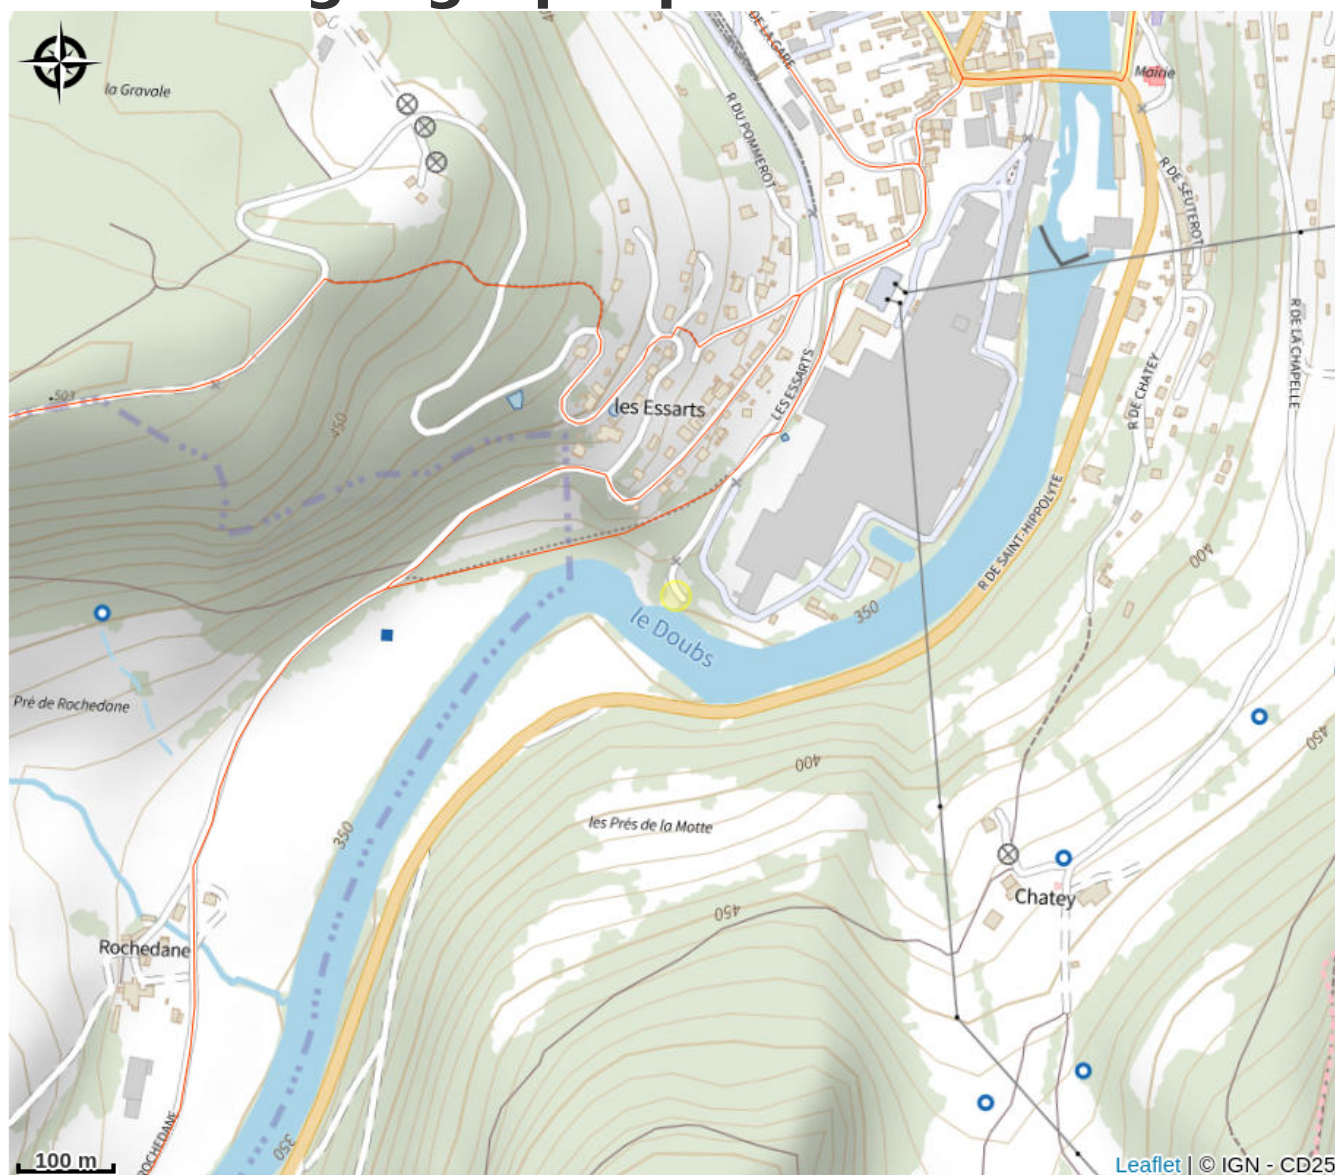 la Gravale
DE LA GARE
R DU POMMEROT
Mairie
R DE SEUTEROT
R DE LA CHAPELLE
R DE CHATEY
503
450
les Essarts
LES ESSARTS
R DE SAINT-HIPPOLYTE
400
350
le Doubs
Pré de Rochedane
450
400
350
les Prés de la Motte
450
Chatey
Rochedane
ROCHEDANE
350
100 m
Leaflet | © IGN - CD25